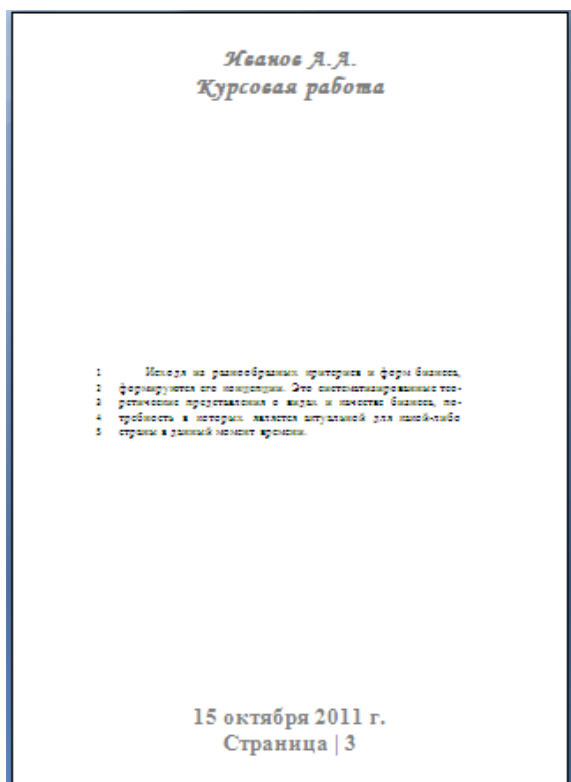 Иванов А.А.
Курсовая работа
1 Исходя из разнообразных критериев и форм бизнеса,
2 формируются его концепции. Это систематизированные тео-
3 ретические представления о видах и качестве бизнеса, по-
4 требность в которых является актуальной для какой-либо
5 страны в данный момент времени.
15 октября 2011 г.
Страница | 3